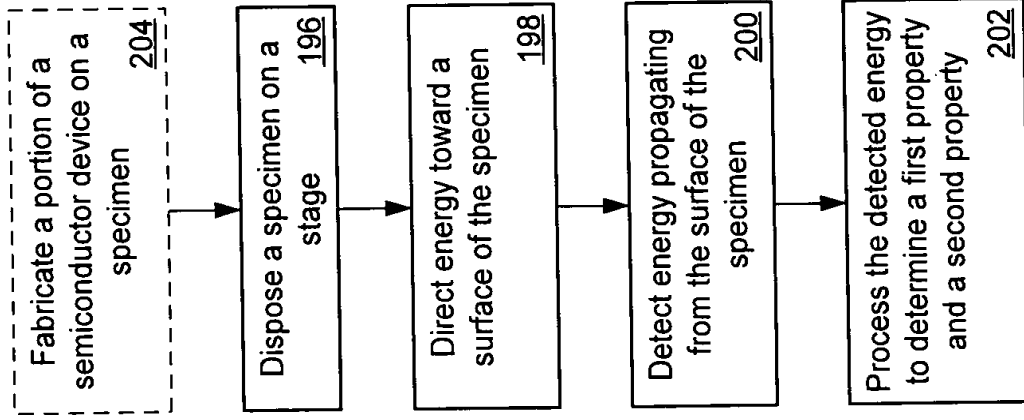 Fabricate a portion of a
semiconductor device on a
specimen
204
Dispose a specimen on a
stage
196
Direct energy toward a
surface of the specimen
198
Detect energy propagating
from the surface of the
specimen
200
Process the detected energy
to determine a first property
and a second property
202